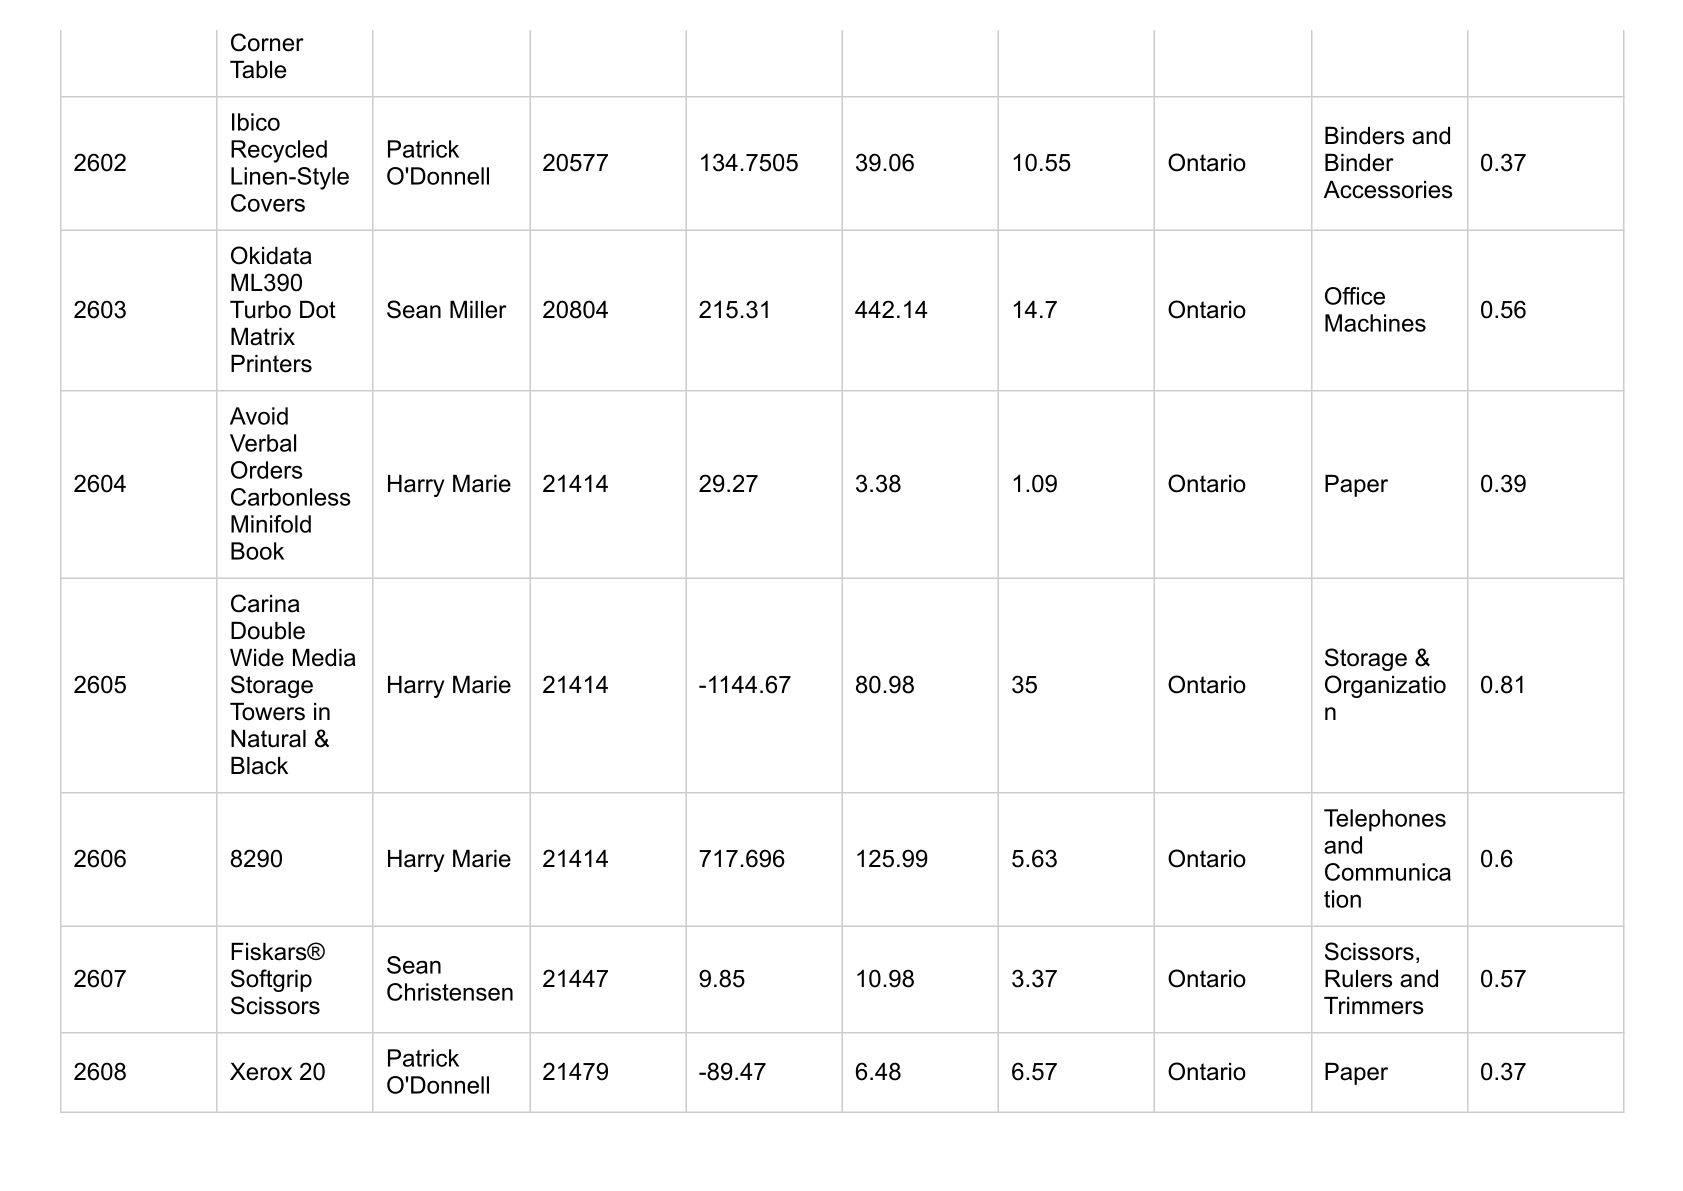 Corner
Table
2602
Ibico
Recycled
Linen-Style
Covers
Patrick
O'Donnell
20577
134.7505
39.06
10.55
Ontario
Binders and
Binder
Accessories
0.37
2603
Okidata
ML390
Turbo Dot
Matrix
Printers
Sean Miller
20804
215.31
442.14
14.7
Ontario
Office
Machines
0.56
2604
Avoid
Verbal
Orders
Carbonless
Minifold
Book
Harry Marie
21414
29.27
3.38
1.09
Ontario
Paper
0.39
2605
Carina
Double
Wide Media
Storage
Towers in
Natural &
Black
Harry Marie
21414
-1144.67
80.98
35
Ontario
Storage &
Organizatio
n
0.81
2606
8290
Harry Marie
21414
717.696
125.99
5.63
Ontario
Telephones
and
Communica
tion
0.6
2607
Fiskars®
Softgrip
Scissors
Sean
Christensen
21447
9.85
10.98
3.37
Ontario
Scissors,
Rulers and
Trimmers
0.57
2608
Xerox 20
Patrick
O'Donnell
21479
-89.47
6.48
6.57
Ontario
Paper
0.37